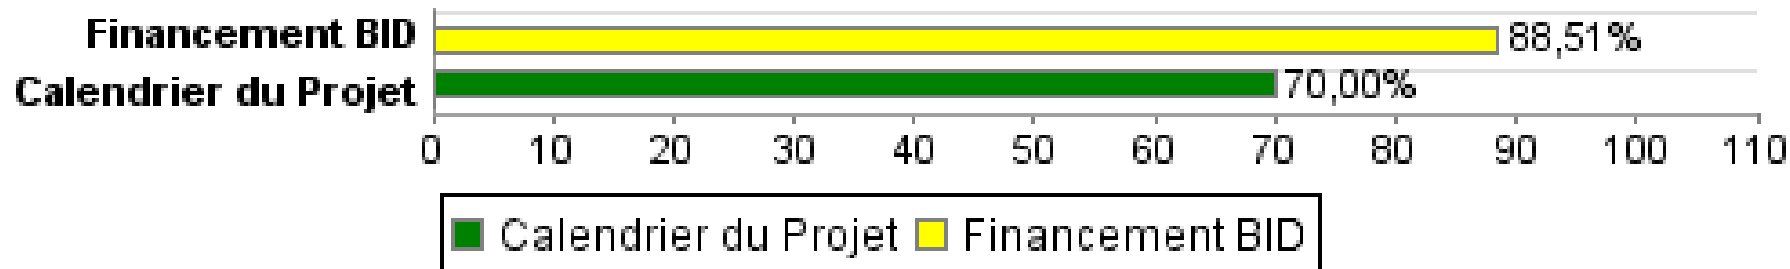 Financement BID 88,51%
Calendrier du Projet 70,00%
0 10 20 30 40 50 60 70 80 90 100 110
Calendrier du Projet Financement BID